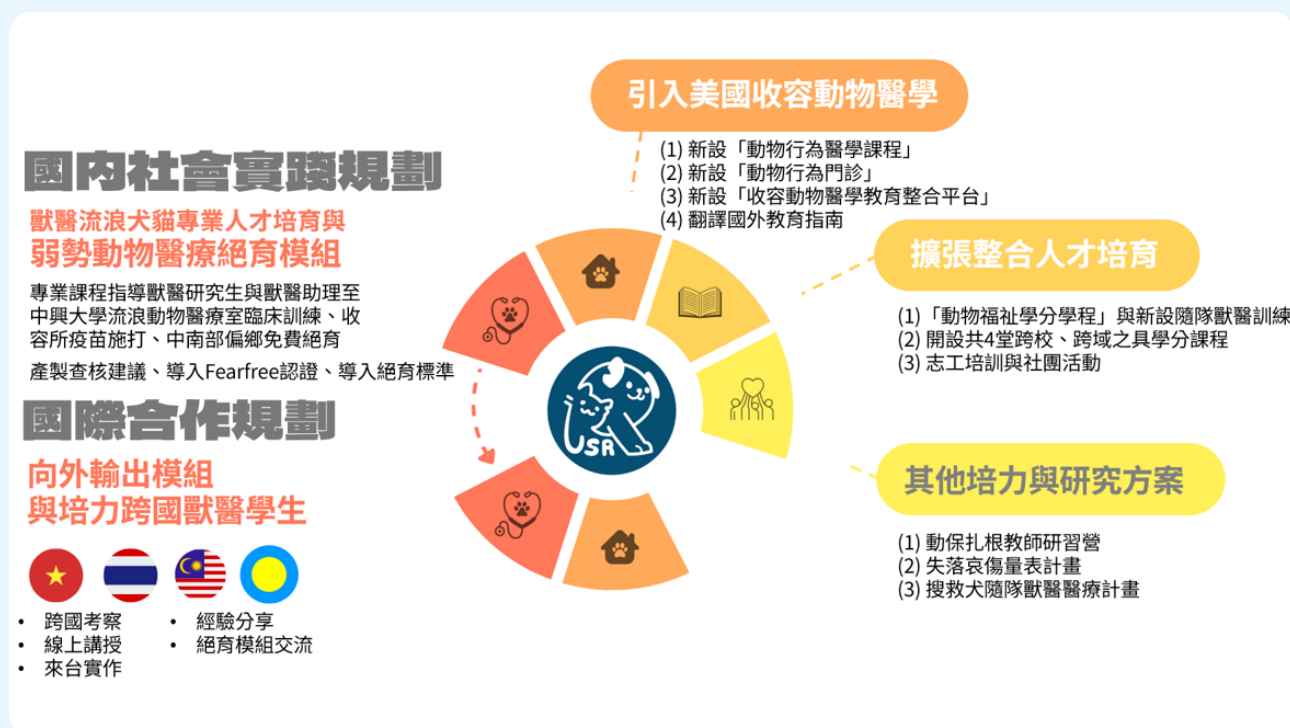 國內社會實踐規劃
獸醫流浪犬貓專業人才培育與
弱勢動物醫療絕育模組
專業課程指導獸醫研究生與獸醫助理至
中興大學流浪動物醫療室臨床訓練、收
容所疫苗施打、中南部偏鄉免費絕育
產製查核建議、導入Fearfree認證、導入絕育標準
國際合作規劃
向外輸出模組
與培力跨國獸醫學生
• 跨國考察
• 線上講授
• 來台實作
• 經驗分享
• 絕育模組交流
USR
引入美國收容動物醫學
(1) 新設「動物行為醫學課程」
(2) 新設「動物行為門診」
(3) 新設「收容動物醫學教育整合平台」
(4) 翻譯國外教育指南
擴張整合人才培育
(1)「動物福祉學分學程」與新設隨隊獸醫訓練
(2) 開設共4堂跨校、跨域之具學分課程
(3) 志工培訓與社團活動
其他培力與研究方案
(1) 動保扎根教師研習營
(2) 失落哀傷量表計畫
(3) 搜救犬隨隊獸醫醫療計畫